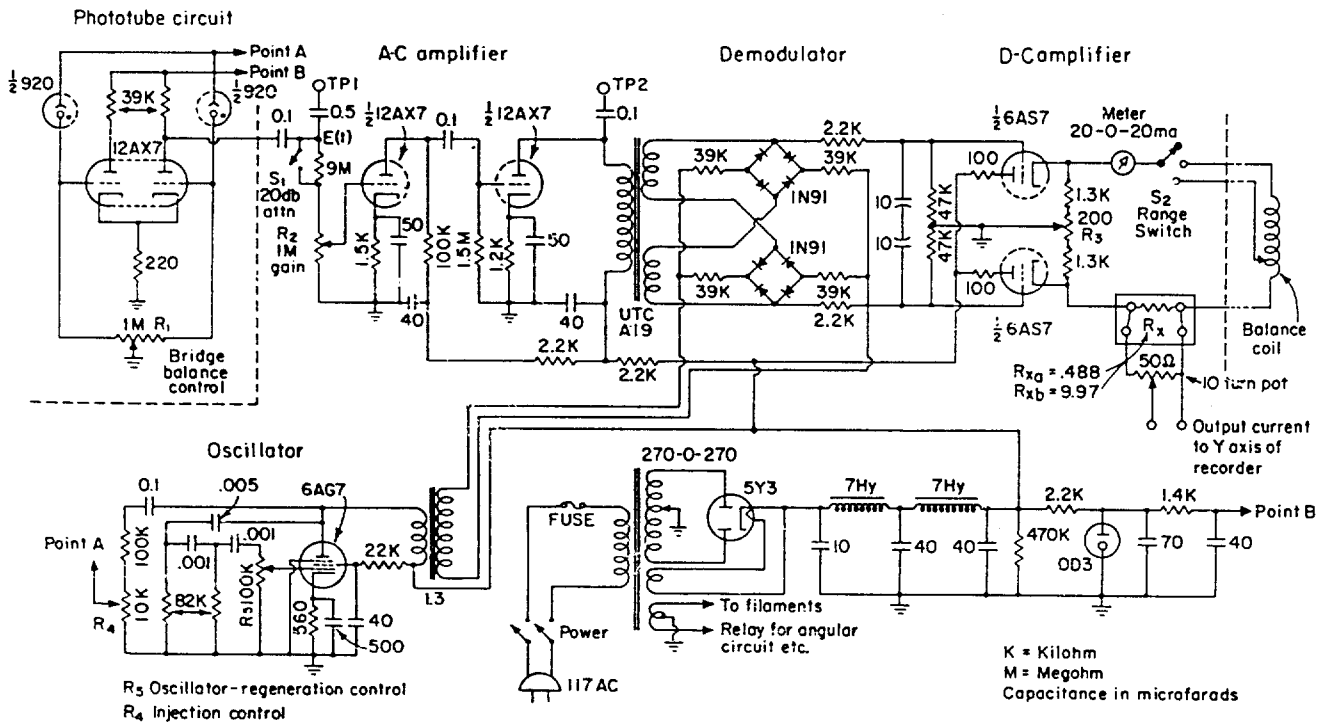 Phototube circuit
Point A
Point B
½920
½920
39K
12AX7
220
1M R1
Bridge
balance
control
A-C amplifier
TP1
0.5
0.1
E(t)
9M
S1
20db
attn
R2
1M
gain
½12AX7
0.1
½12AX7
1.5K
50
100K
1.5M
1.2K
50
40
40
TP2
0.1
UTC
A19
2.2K
2.2K
Demodulator
2.2K
39K
39K
1N91
1N91
39K
39K
2.2K
10
10
47K
47K
D-C amplifier
½6AS7
100
100
½6AS7
Meter
20-0-20ma
1.3K
200
R3
1.3K
S2
Range
Switch
Rx
Rxa = .488
Rxb = 9.97
50Ω
10 turn pot
Balance
coil
Output current
to Y axis of
recorder
Oscillator
0.1
.005
6AG7
Point A
100K
.001
.001
10K
R4
82K
R5 100K
22K
560
40
500
1.3
R5 Oscillator-regeneration control
R4 Injection control
270-0-270
5Y3
FUSE
Power
117 AC
To filaments
Relay for angular
circuit etc.
7Hy
7Hy
10
40
40
470K
2.2K
1.4K
Point B
OD3
70
40
K = Kilohm
M = Megohm
Capacitance in microfarads